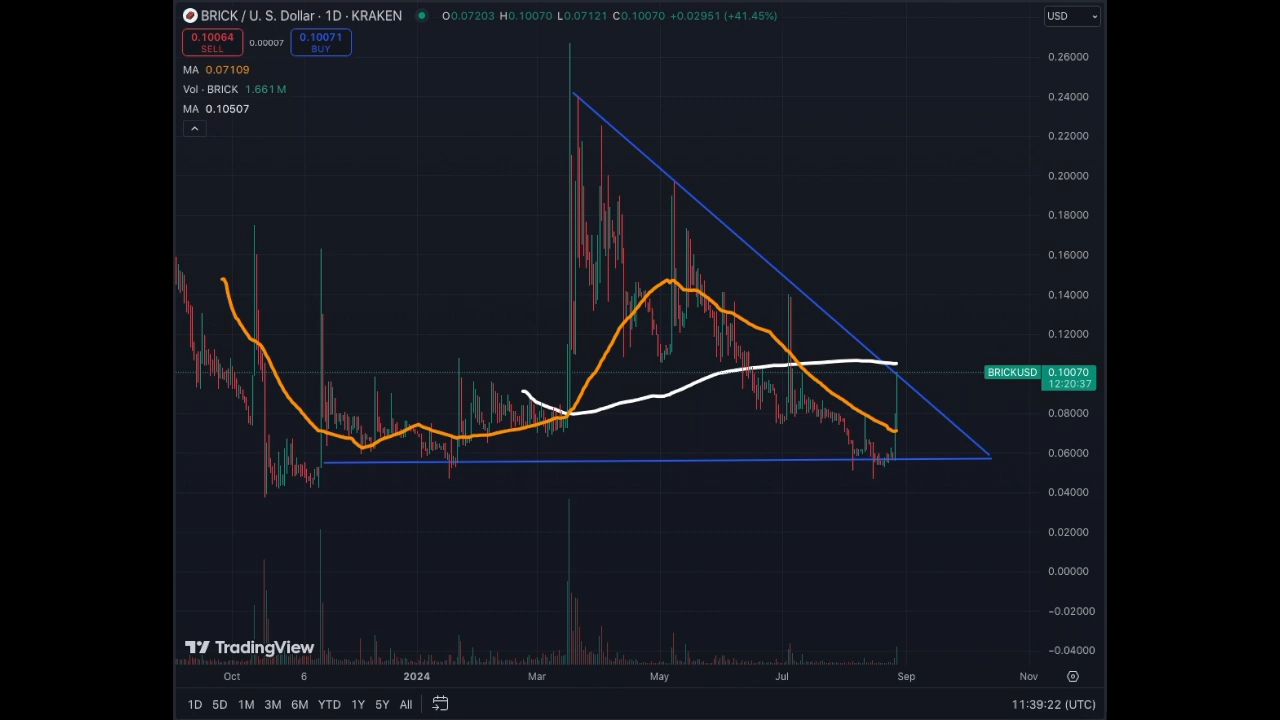 BRICK / U. S. Dollar · 1D · KRAKEN O0.07203 H0.10070 L0.07121 C0.10070 +0.02951 (+41.45%) USD
0.10064 0.00007 0.10071
SELL BUY
MA 0.07109
Vol · BRICK 1.661 M
MA 0.10507
0.26000
0.24000
0.22000
0.20000
0.18000
0.16000
0.14000
0.12000
BRICKUSD 0.10070
12:20:37
0.08000
0.06000
0.04000
0.02000
0.00000
−0.02000
TradingView
−0.04000
Oct 6 2024 Mar May Jul Sep Nov
1D 5D 1M 3M 6M YTD 1Y 5Y All 11:39:22 (UTC)